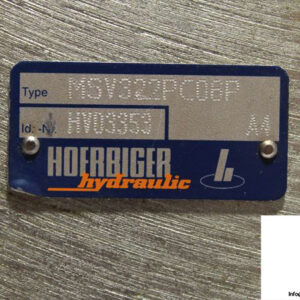 Type MSV322PC08P
Id.-N HV03353 A4
HOERBIGER
hydraulic